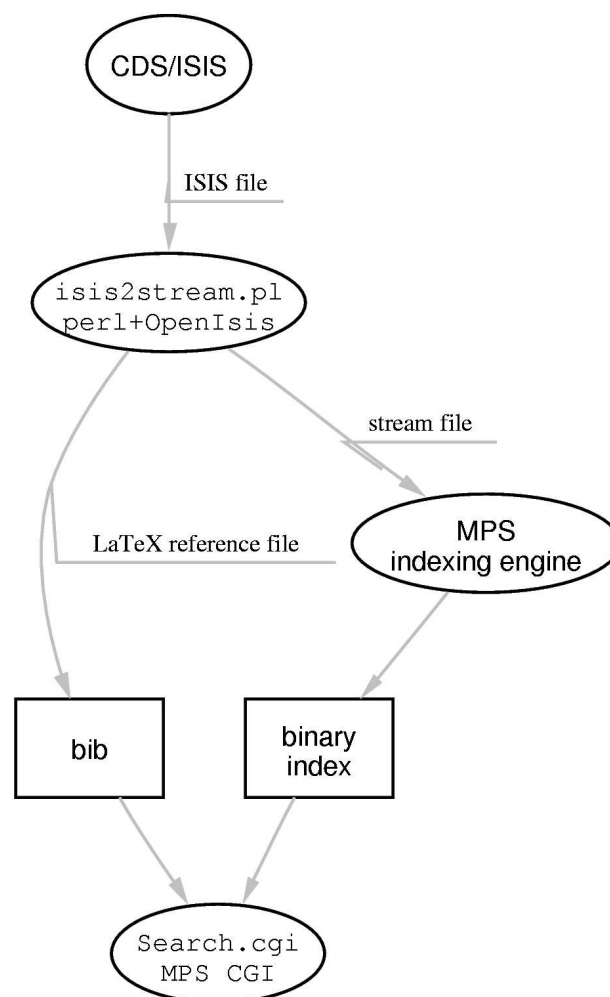 CDS/ISIS
ISIS file
isis2stream.pl
perl+OpenIsis
stream file
MPS
indexing engine
LaTeX reference file
bib
binary
index
Search.cgi
MPS CGI